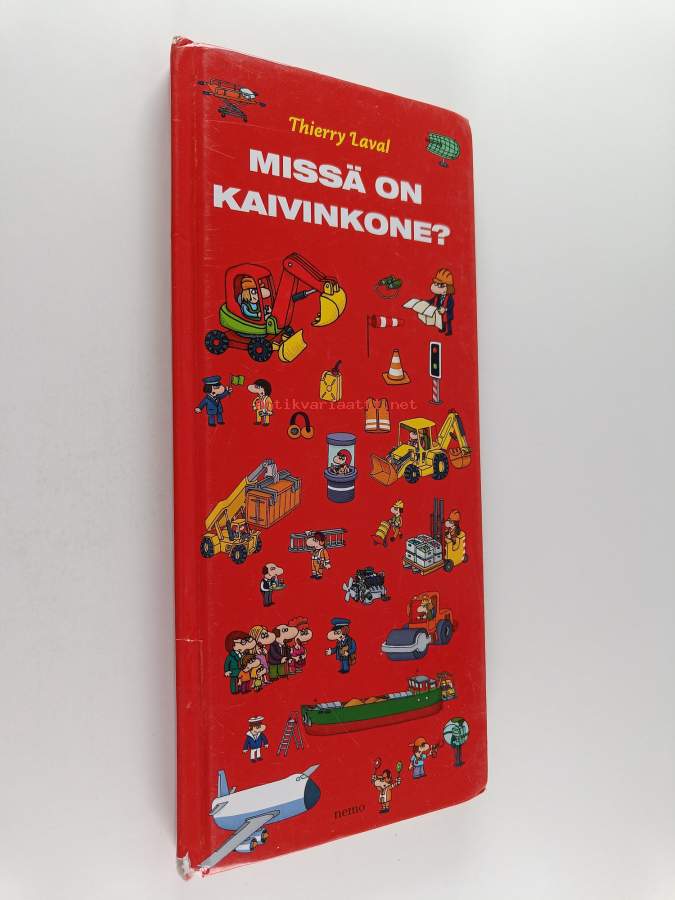 Thierry Laval
MISSÄ ON
KAIVINKONE?
antikvariaatti.net
nemo